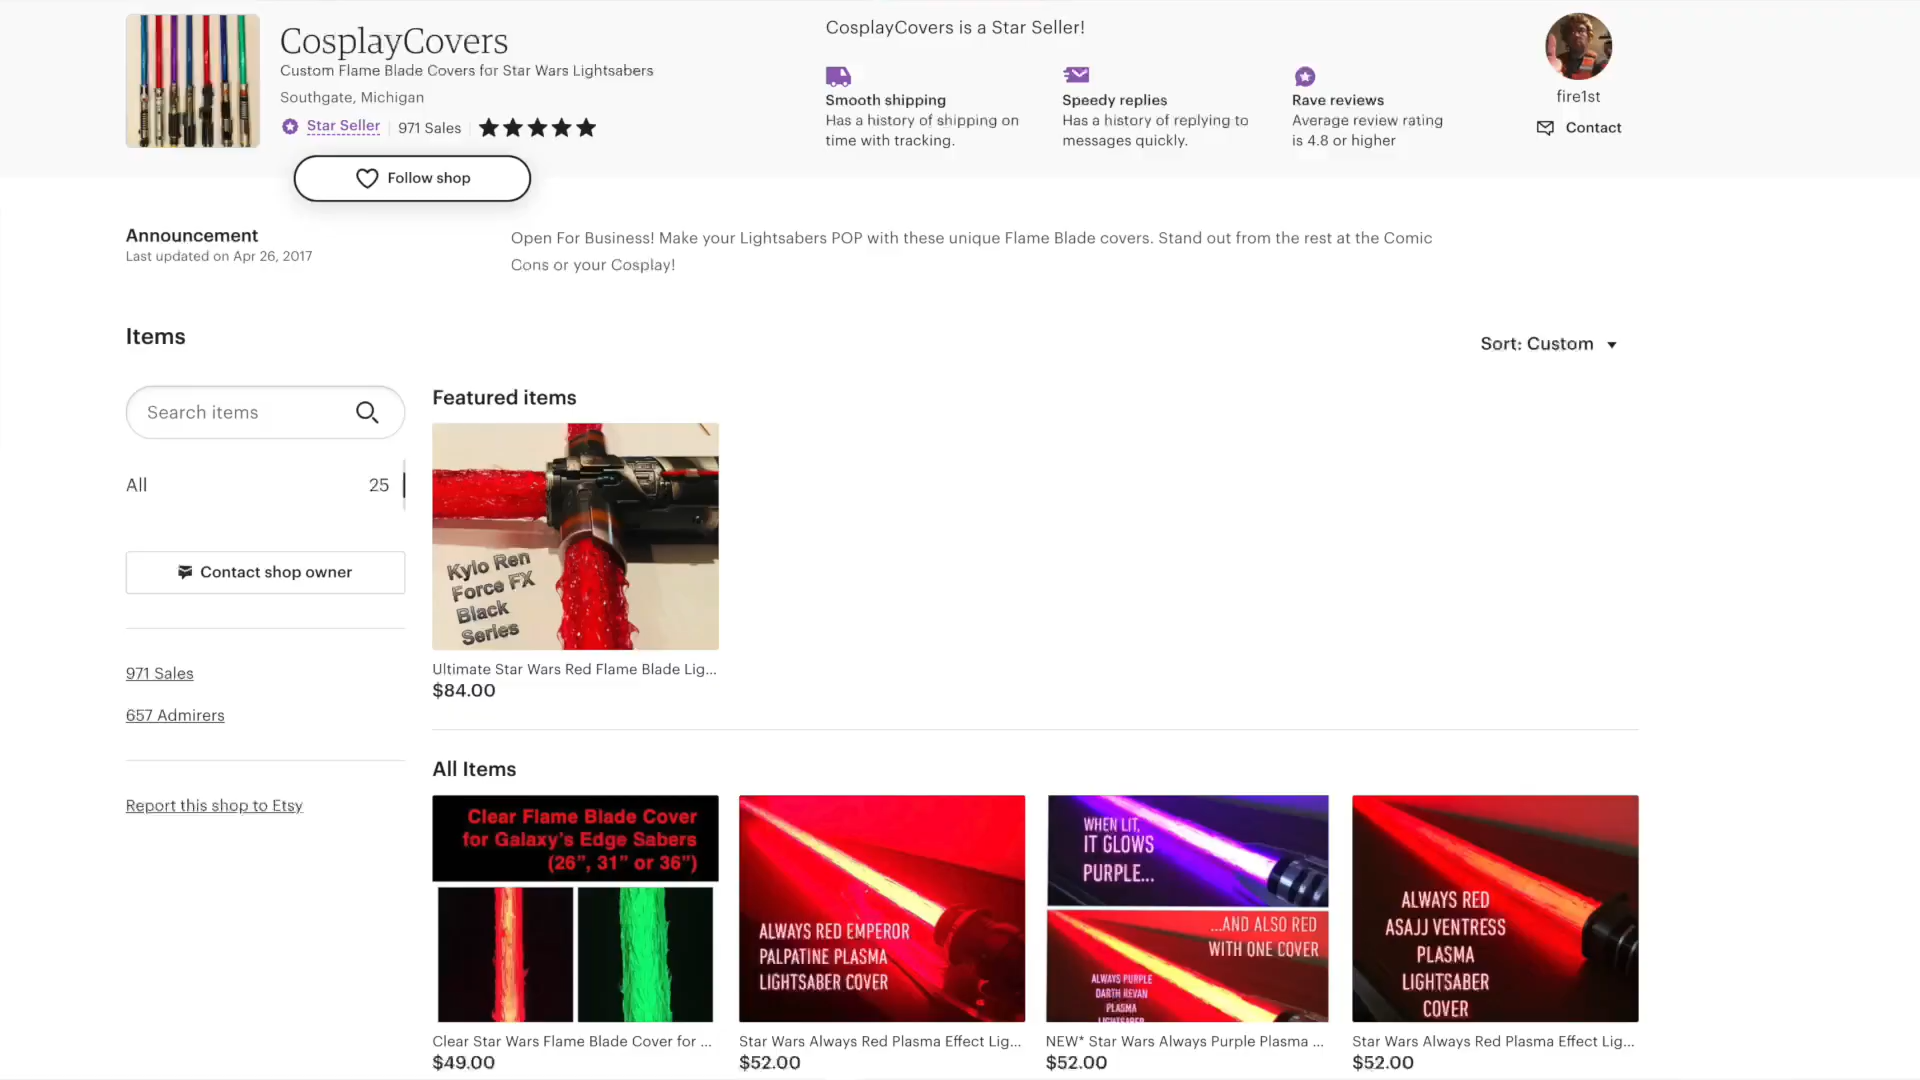 CosplayCovers
Custom Flame Blade Covers for Star Wars Lightsabers
Southgate, Michigan
Star Seller
971 Sales
Follow shop
CosplayCovers is a Star Seller!
Smooth shipping
Has a history of shipping on
time with tracking.
Speedy replies
Has a history of replying to
messages quickly.
Rave reviews
Average review rating
is 4.8 or higher
fire1st
Contact
Announcement
Last updated on Apr 26, 2017
Open For Business! Make your Lightsabers POP with these unique Flame Blade covers. Stand out from the rest at the Comic
Cons or your Cosplay!
Items
Sort: Custom
Search items
All 25
Contact shop owner
971 Sales
657 Admirers
Report this shop to Etsy
Featured items
Kylo Ren
Force FX
Black
Series
Ultimate Star Wars Red Flame Blade Lig...
$84.00
All Items
Clear Flame Blade Cover
for Galaxy's Edge Sabers
(26", 31" or 36")
Clear Star Wars Flame Blade Cover for ...
$49.00
ALWAYS RED EMPEROR
PALPATINE PLASMA
LIGHTSABER COVER
Star Wars Always Red Plasma Effect Lig...
$52.00
WHEN LIT,
IT GLOWS
PURPLE...
...AND ALSO RED
WITH ONE COVER
ALWAYS PURPLE
DARTH REVAN
PLASMA
LIGHTSABER
NEW* Star Wars Always Purple Plasma ...
$52.00
ALWAYS RED
ASAJJ VENTRESS
PLASMA
LIGHTSABER
COVER
Star Wars Always Red Plasma Effect Lig...
$52.00